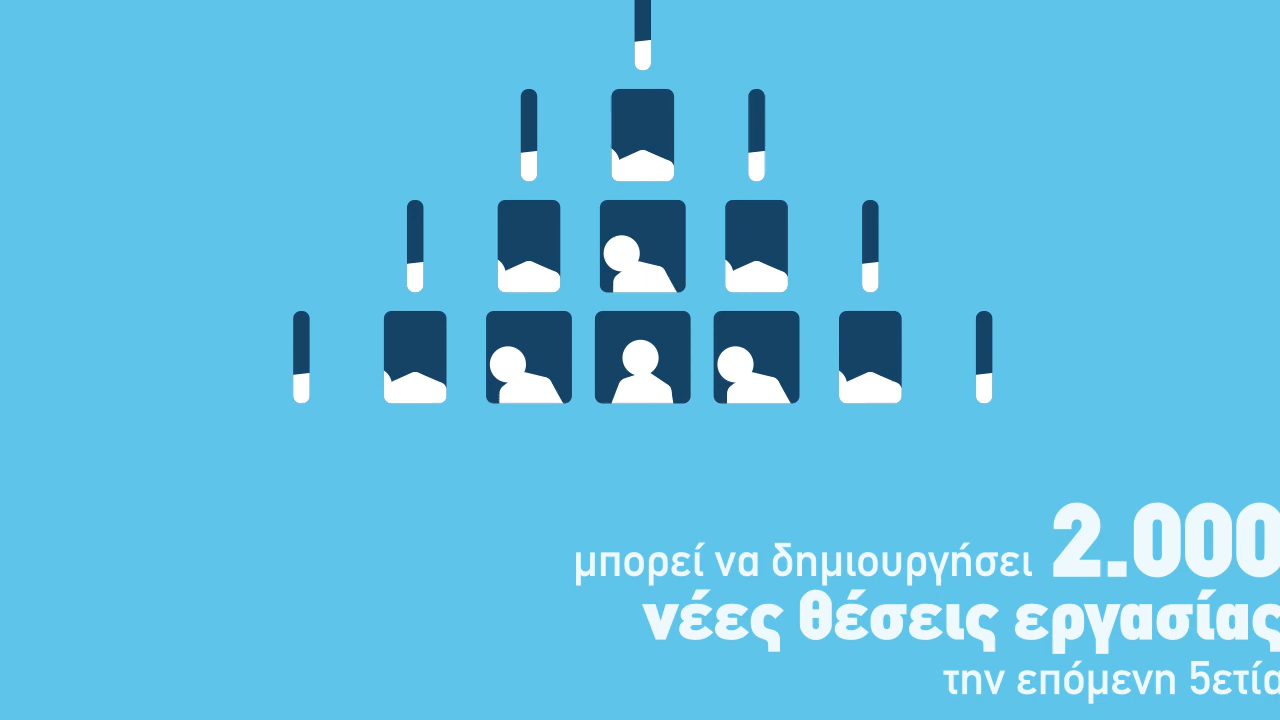 μπορεί να δημιουργήσει 2.000
νέες θέσεις εργασίας
την επόμενη 5ετία